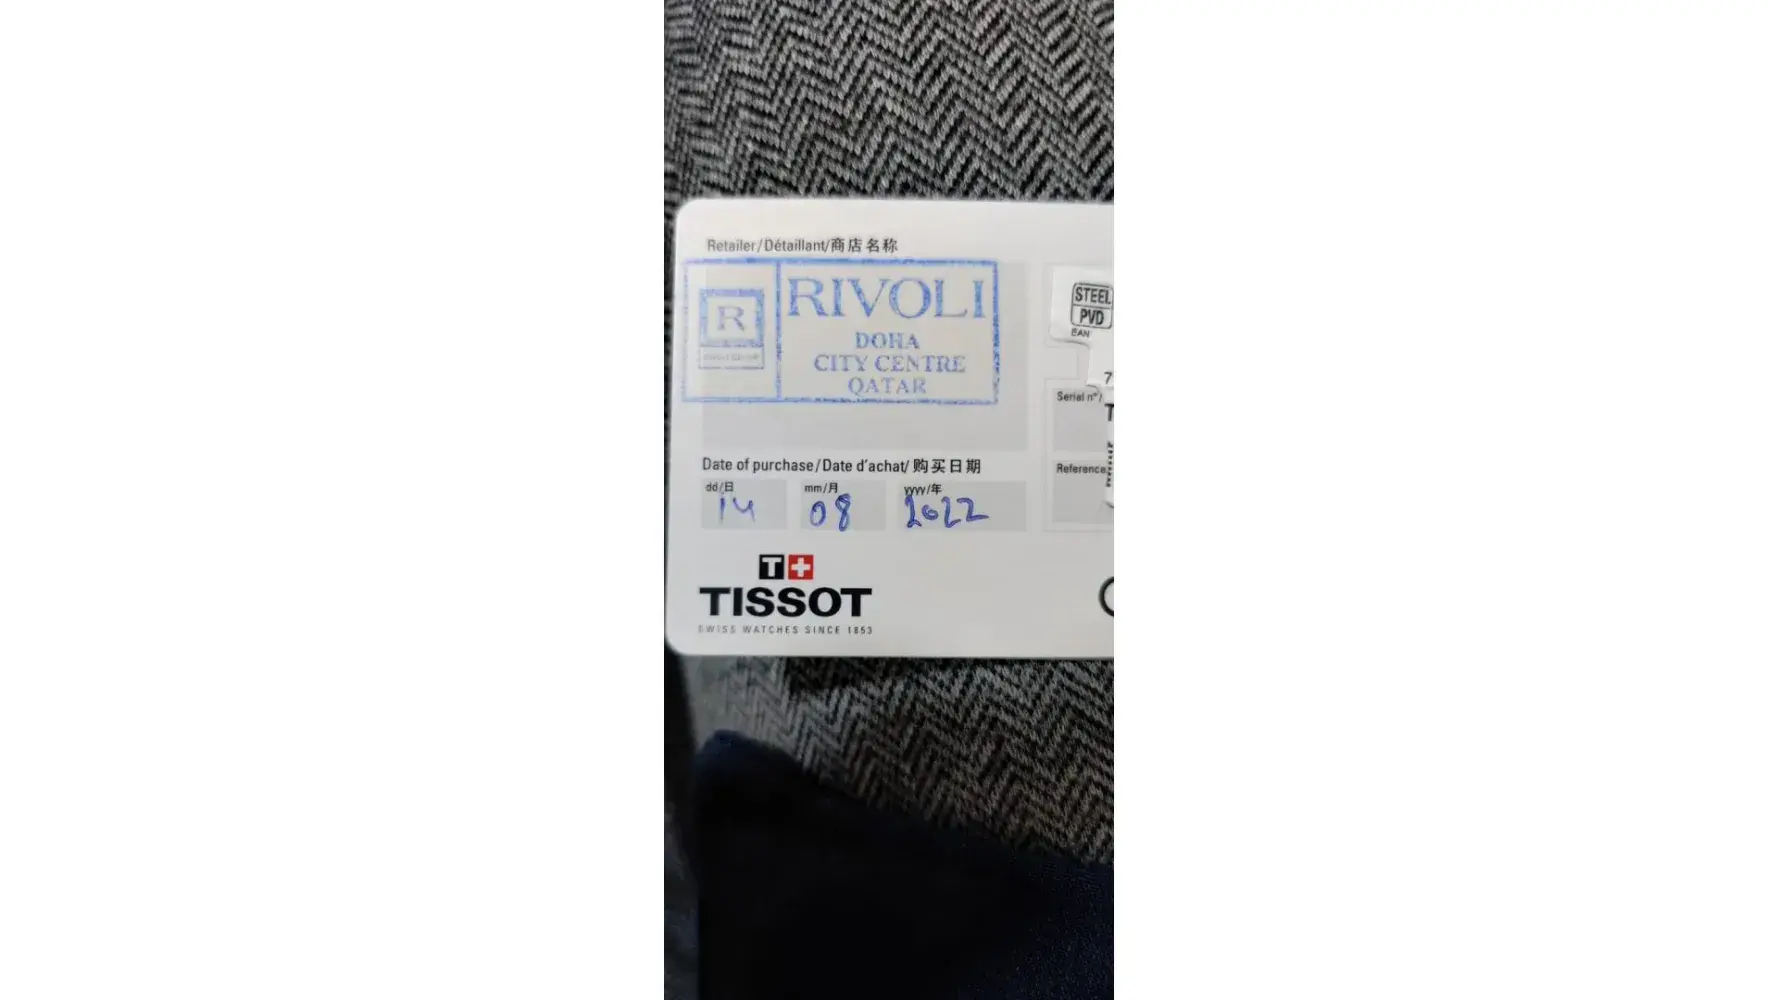 Retailer/Détaillant/商店名称
R
RIVOLI
DOHA
CITY CENTRE
QATAR
STEEL
PVD
EAN
7
Serial n°/
T
Date of purchase/Date d'achat/购买日期
Reference
dd/日 mm/月 yyyy/年
14 08 2022
T+
TISSOT
SWISS WATCHES SINCE 1853